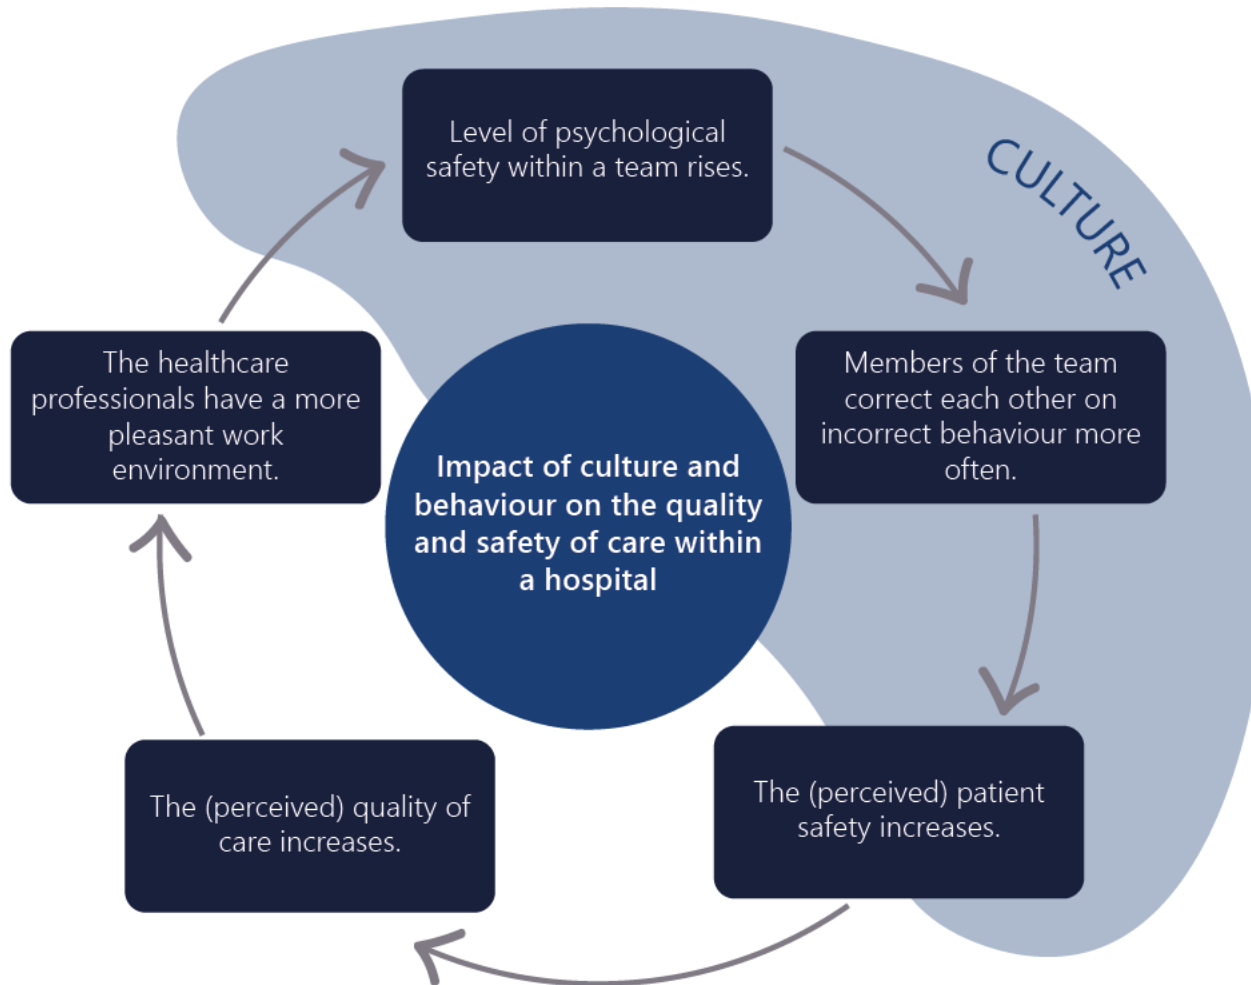 Level of psychological
safety within a team rises.
CULTURE
The healthcare
professionals have a more
pleasant work
environment.
Members of the team
correct each other on
incorrect behaviour more
often.
Impact of culture and
behaviour on the quality
and safety of care within
a hospital
The (perceived) quality of
care increases.
The (perceived) patient
safety increases.